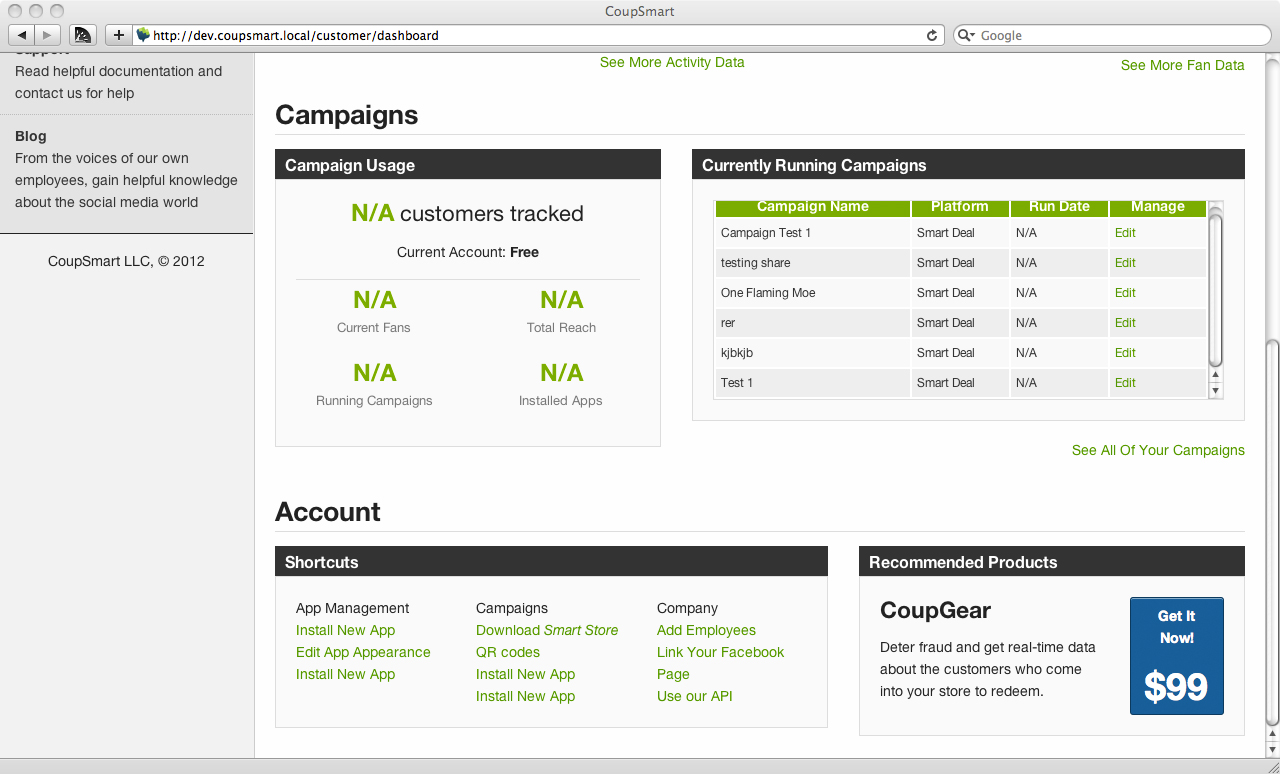 CoupSmart
http://dev.coupsmart.local/customer/dashboard
Google
Support
Read helpful documentation and
contact us for help
Blog
From the voices of our own
employees, gain helpful knowledge
about the social media world
CoupSmart LLC, © 2012
See More Activity Data
See More Fan Data
Campaigns
Campaign Usage
N/A customers tracked
Current Account: Free
N/A
Current Fans
N/A
Total Reach
N/A
Running Campaigns
N/A
Installed Apps
Currently Running Campaigns
Campaign Name Platform Run Date Manage
Campaign Test 1 Smart Deal N/A Edit
testing share Smart Deal N/A Edit
One Flaming Moe Smart Deal N/A Edit
rer Smart Deal N/A Edit
kjbkjb Smart Deal N/A Edit
Test 1 Smart Deal N/A Edit
See All Of Your Campaigns
Account
Shortcuts
App Management
Install New App
Edit App Appearance
Install New App
Campaigns
Download Smart Store
QR codes
Install New App
Install New App
Company
Add Employees
Link Your Facebook
Page
Use our API
Recommended Products
CoupGear
Deter fraud and get real-time data
about the customers who come
into your store to redeem.
Get It
Now!
$99